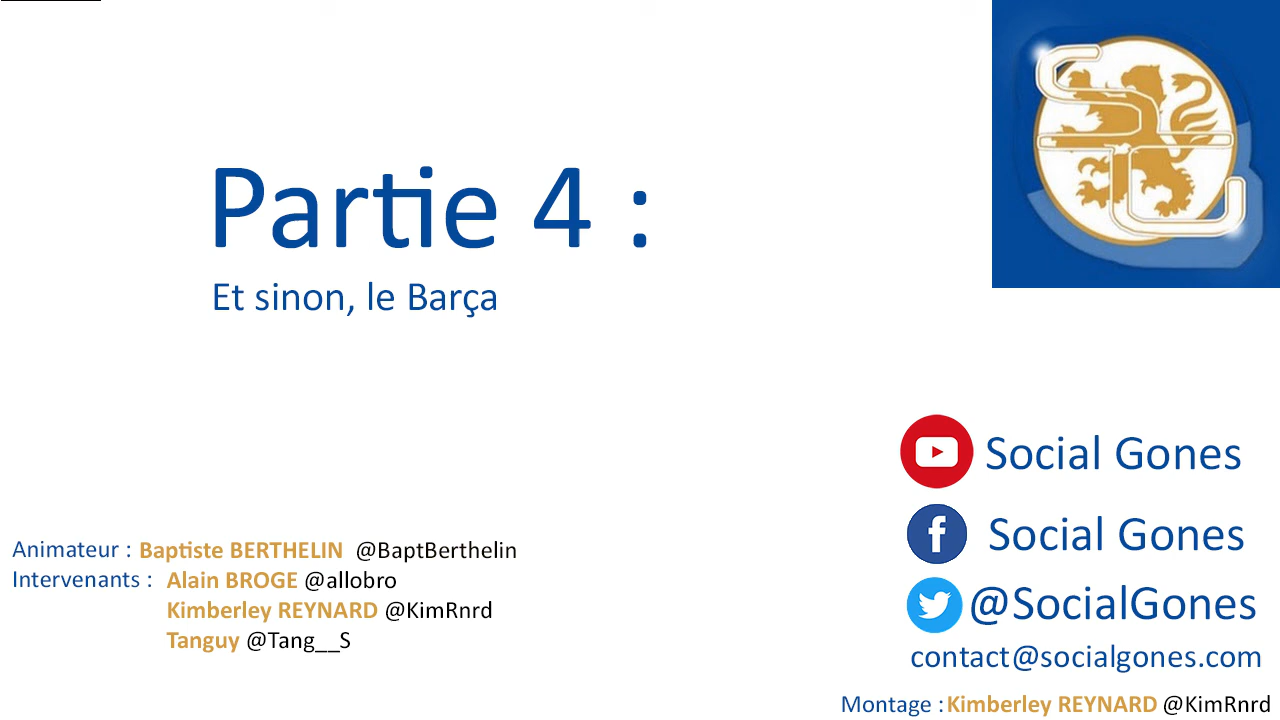 Partie 4 :
Et sinon, le Barça
SG
Social Gones
Social Gones
@SocialGones
contact@socialgones.com
Animateur : Baptiste BERTHELIN @BaptBerthelin
Intervenants : Alain BROGE @allobro
Kimberley REYNARD @KimRnrd
Tanguy @Tang__S
Montage : Kimberley REYNARD @KimRnrd